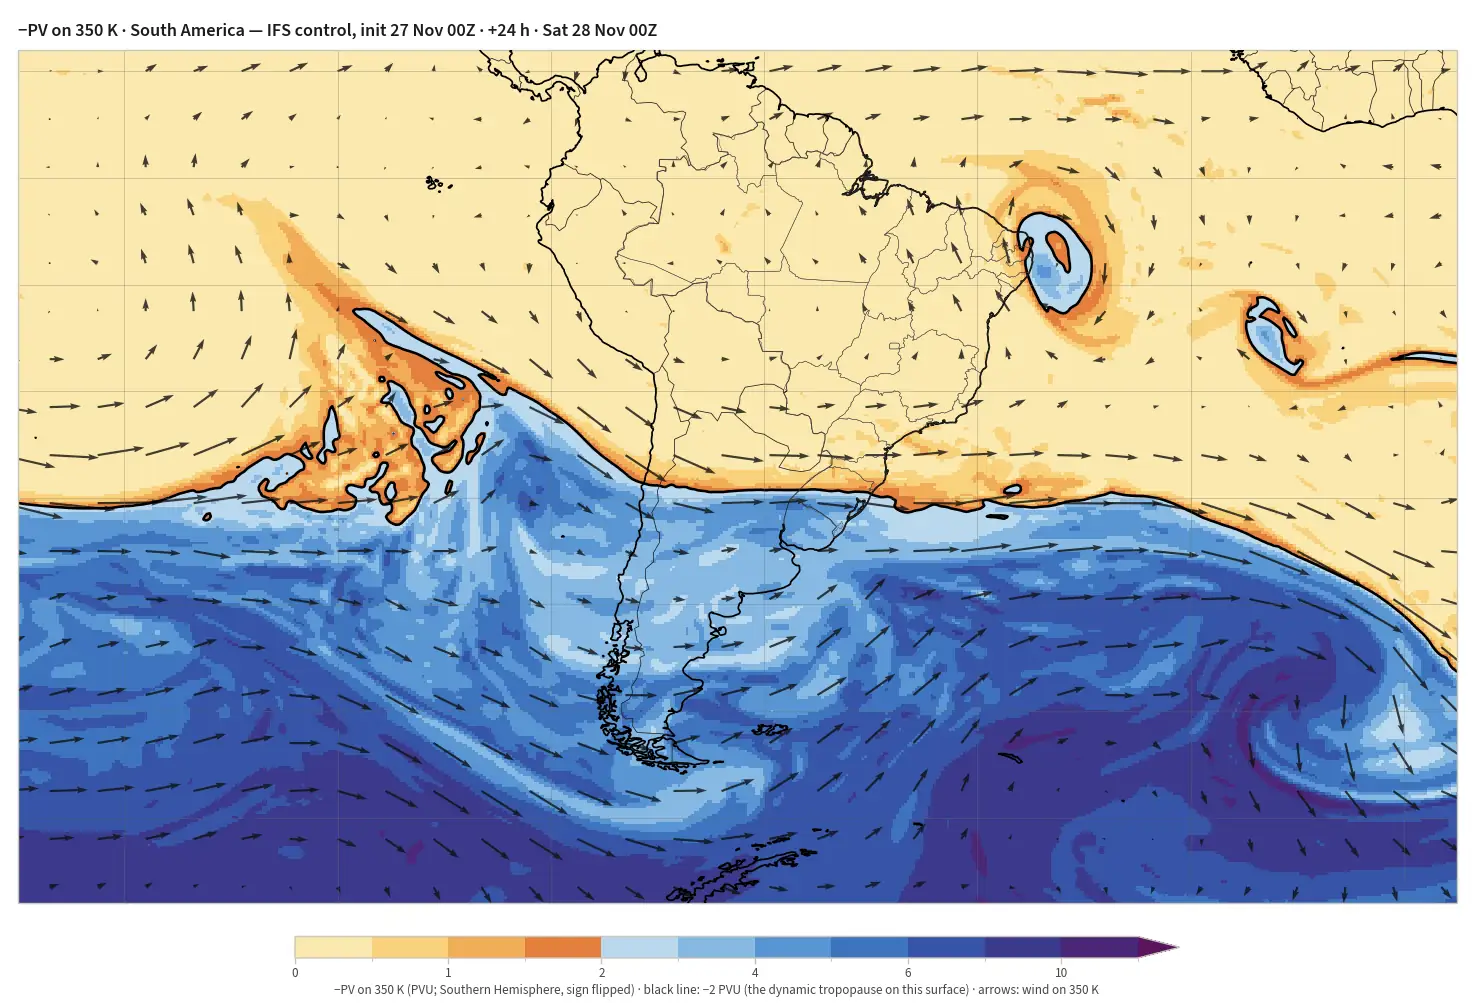 −PV on 350 K · South America — IFS control, init 27 Nov 00Z · +24 h · Sat 28 Nov 00Z
0 1 2 4 6 10
−PV on 350 K (PVU; Southern Hemisphere, sign flipped) · black line: −2 PVU (the dynamic tropopause on this surface) · arrows: wind on 350 K